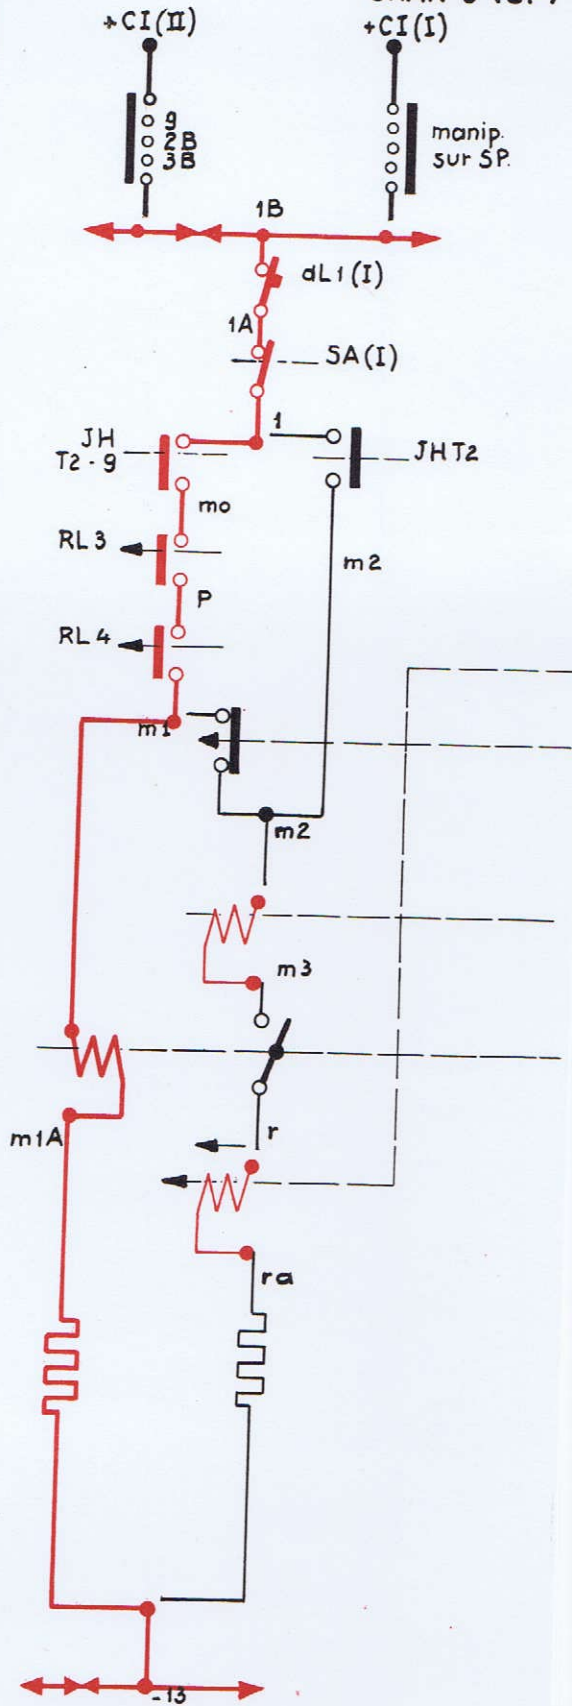 +CI(II)
+CI(I)
9
2B
3B
manip.
sur SP.
1B
dL1(I)
1A
SA(I)
1
JH
T2-9
JHT2
mo
RL3
m2
P
RL4
m1
m2
m3
m1A
r
ra
-13